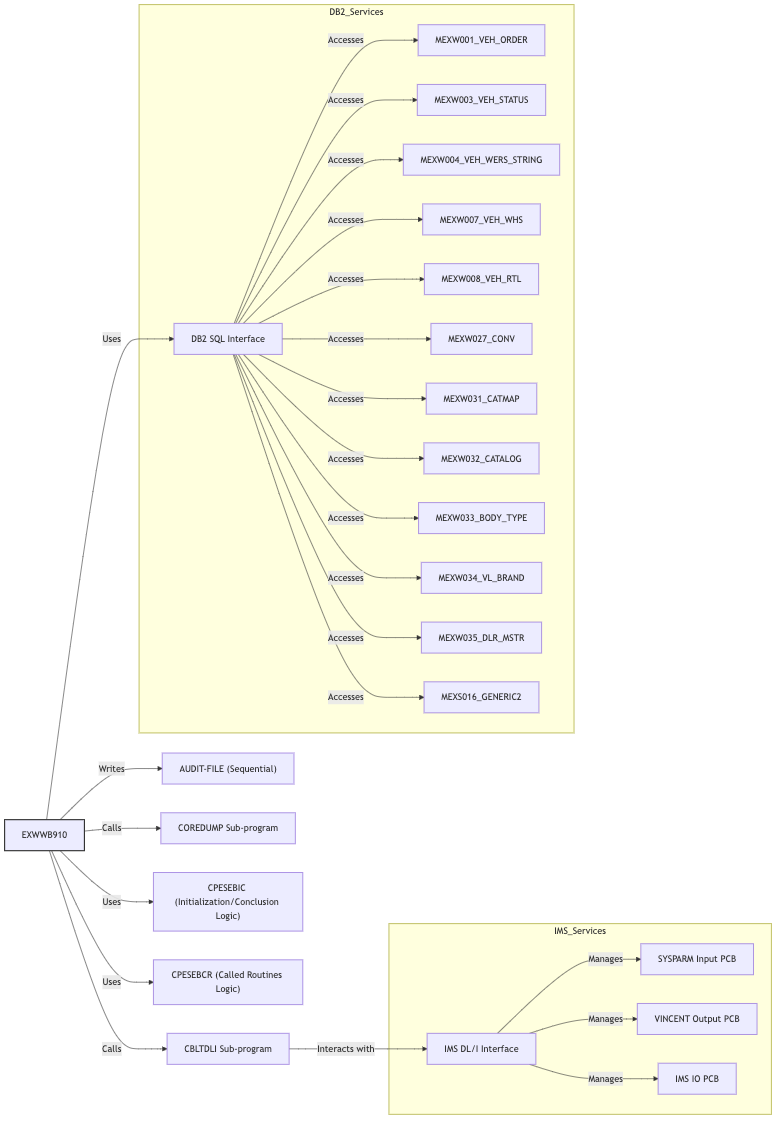 DB2_Services
Accesses
MEXW001_VEH_ORDER
Accesses
MEXW003_VEH_STATUS
Accesses
MEXW004_VEH_WERS_STRING
Accesses
MEXW007_VEH_WHS
Accesses
MEXW008_VEH_RTL
Uses
DB2 SQL Interface
Accesses
MEXW027_CONV
Accesses
MEXW031_CATMAP
Accesses
MEXW032_CATALOG
Accesses
MEXW033_BODY_TYPE
Accesses
MEXW034_VL_BRAND
Accesses
MEXW035_DLR_MSTR
Accesses
MEXS016_GENERIC2
Writes
AUDIT-FILE (Sequential)
EXWWB910
Calls
COREDUMP Sub-program
Uses
CPESEBIC
(Initialization/Conclusion
Logic)
Uses
CPESEBCR (Called Routines
Logic)
Calls
CBLTDLI Sub-program
Interacts with
IMS_Services
IMS DL/I Interface
Manages
SYSPARM Input PCB
Manages
VINCENT Output PCB
Manages
IMS IO PCB